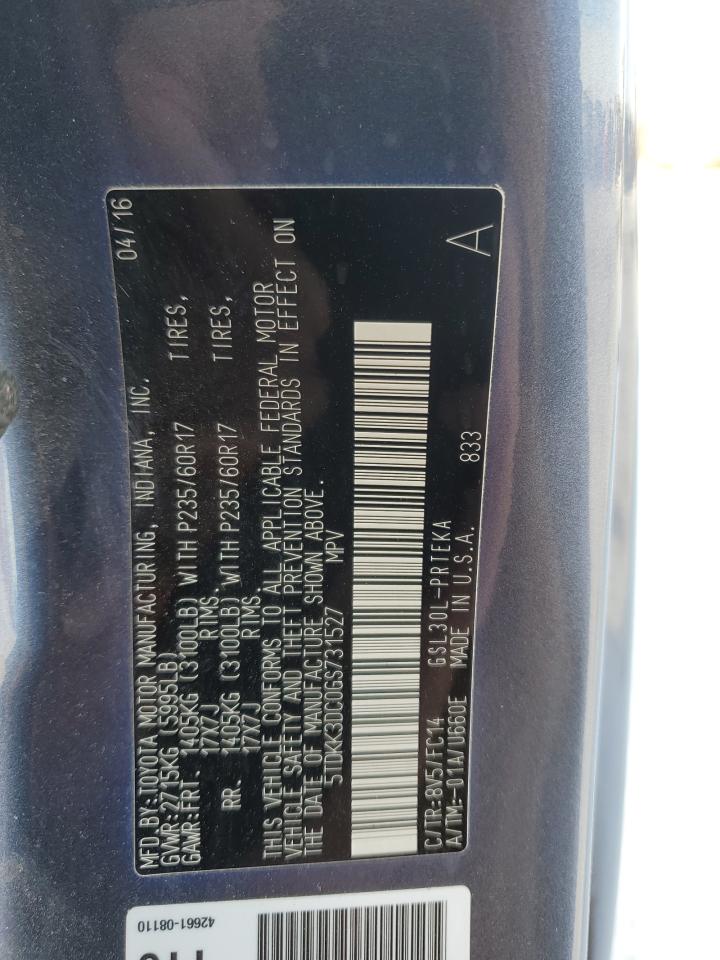 MFD.BY:TOYOTA MOTOR MANUFACTURING, INDIANA, INC. 04/16
GVWR:2715KG (5995LB)
GAWR:FRT. 1405KG (3100LB) WITH P235/60R17 TIRES,
17X7J RIMS,
RR. 1405KG (3100LB) WITH P235/60R17 TIRES,
17X7J RIMS,
THIS VEHICLE CONFORMS TO ALL APPLICABLE FEDERAL MOTOR
VEHICLE SAFETY AND THEFT PREVENTION STANDARDS IN EFFECT ON
THE DATE OF MANUFACTURE SHOWN ABOVE.
5TDKK3DC0GS731527 MPV
C/TR:8V5/FC14 GSL30L-PRTEKA A
A/TM:-01A/U660E MADE IN U.S.A. 833
42661-08110